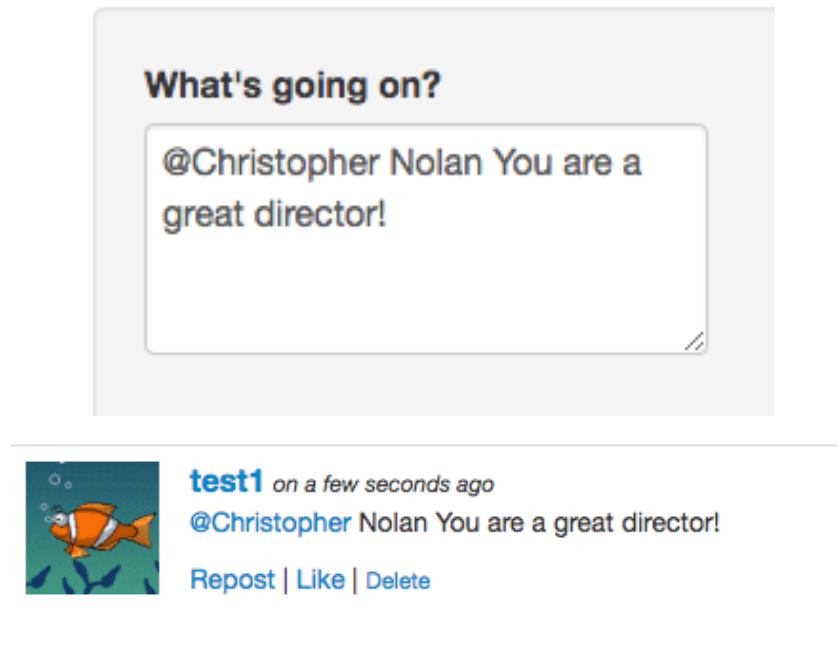 What's going on?
@Christopher Nolan You are a
great director!
test1 on a few seconds ago
@Christopher Nolan You are a great director!
Repost | Like | Delete